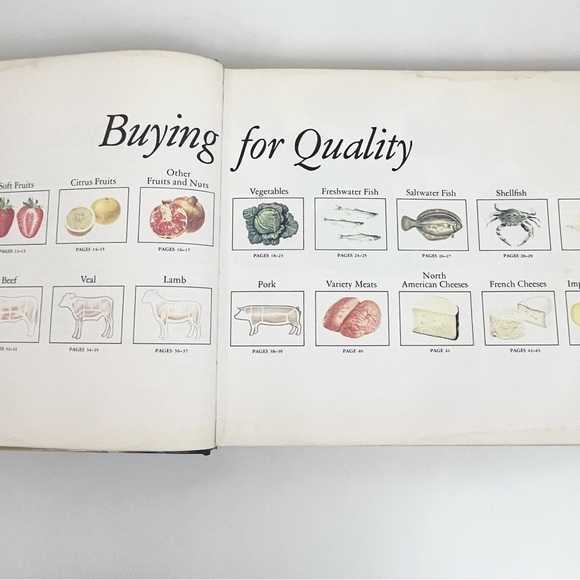 Buying for Quality
Soft Fruits
PAGES 12–13
Citrus Fruits
PAGES 14–15
Other
Fruits and Nuts
PAGES 16–17
Vegetables
PAGES 18–23
Freshwater Fish
PAGES 24–25
Saltwater Fish
PAGES 26–27
Shellfish
PAGES 28–29
Beef
Veal
PAGES 34–35
Lamb
PAGES 36–37
Pork
PAGES 38–39
Variety Meats
PAGE 40
North
American Cheeses
PAGE 41
French Cheeses
PAGES 42–45